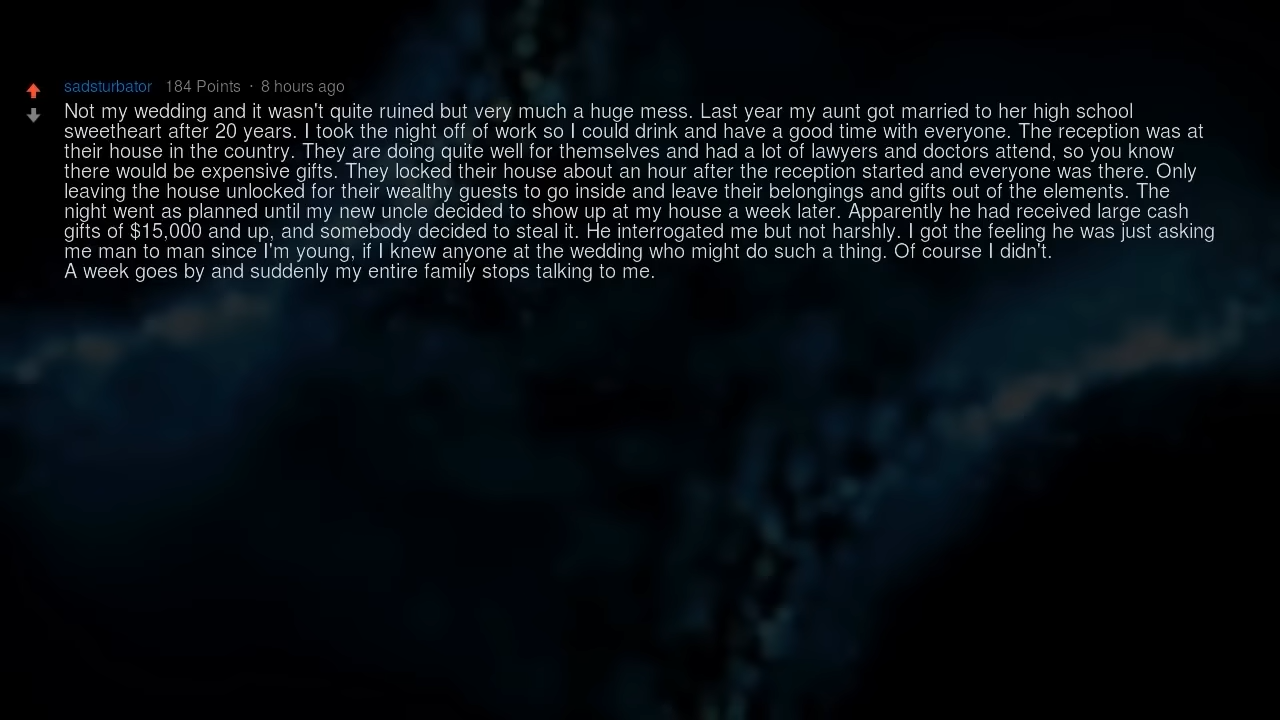 sadsturbator 184 Points · 8 hours ago
Not my wedding and it wasn't quite ruined but very much a huge mess. Last year my aunt got married to her high school
sweetheart after 20 years. I took the night off of work so I could drink and have a good time with everyone. The reception was at
their house in the country. They are doing quite well for themselves and had a lot of lawyers and doctors attend, so you know
there would be expensive gifts. They locked their house about an hour after the reception started and everyone was there. Only
leaving the house unlocked for their wealthy guests to go inside and leave their belongings and gifts out of the elements. The
night went as planned until my new uncle decided to show up at my house a week later. Apparently he had received large cash
gifts of $15,000 and up, and somebody decided to steal it. He interrogated me but not harshly. I got the feeling he was just asking
me man to man since I'm young, if I knew anyone at the wedding who might do such a thing. Of course I didn't.
A week goes by and suddenly my entire family stops talking to me.